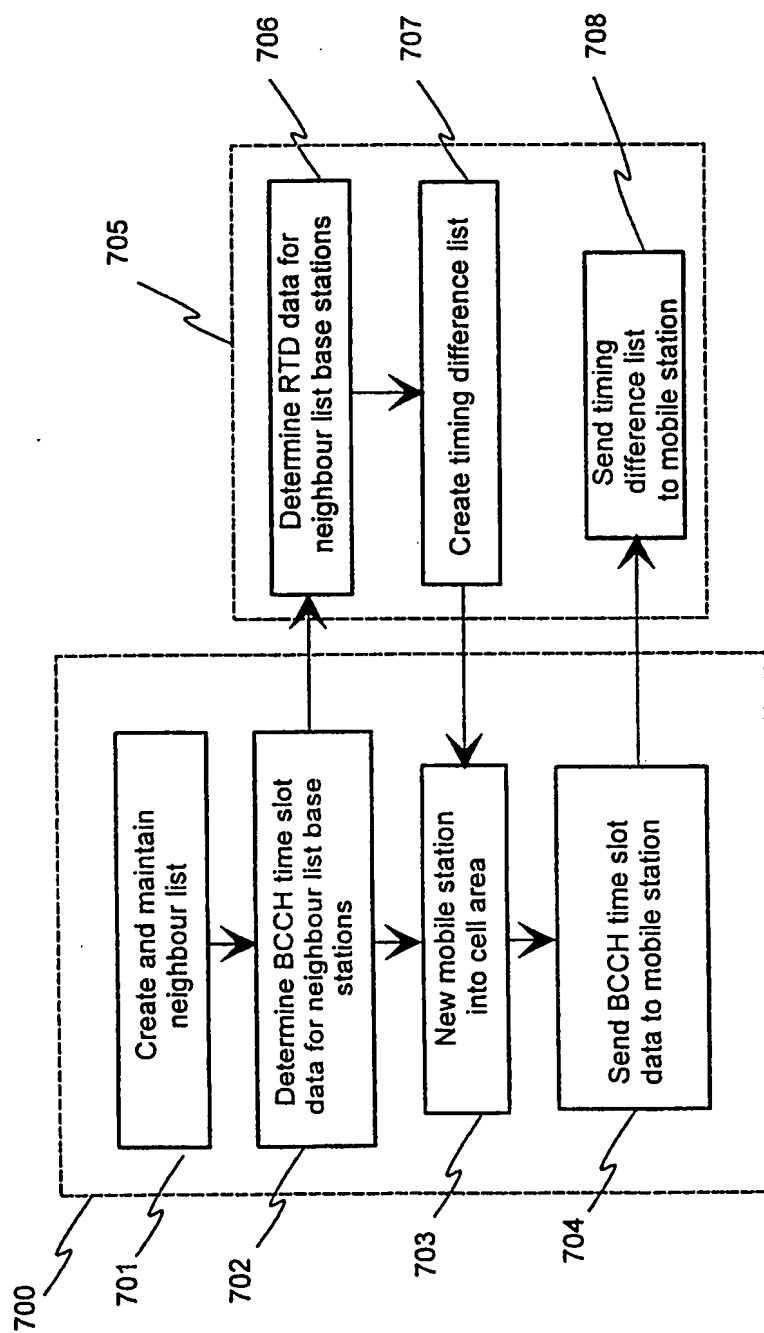 700
701
Create and maintain
neighbour list
702
Determine BCCH time slot
data for neighbour list base
stations
703
New mobile station
into cell area
704
Send BCCH time slot
data to mobile station
705
706
Determine RTD data for
neighbour list base stations
707
Create timing difference list
708
Send timing
difference list
to mobile station